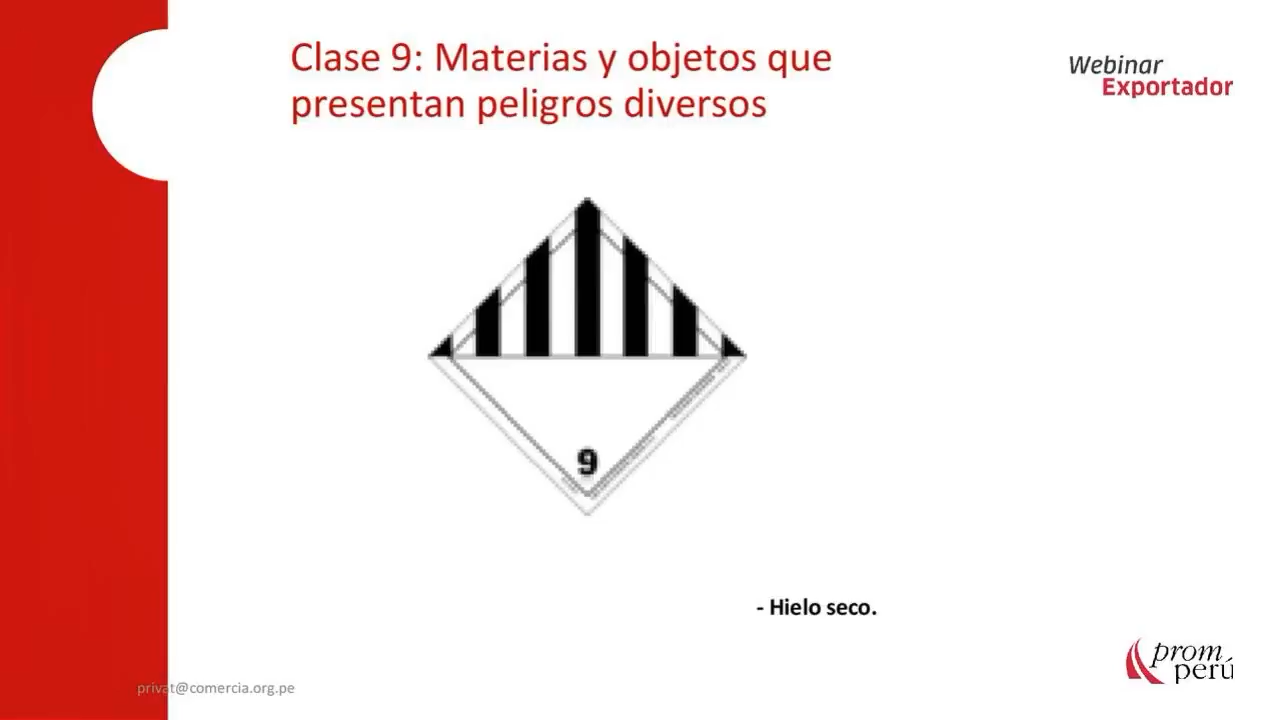 Clase 9: Materias y objetos que
presentan peligros diversos
Webinar
Exportador
9
- Hielo seco.
prom
perú
privat@comercia.org.pe